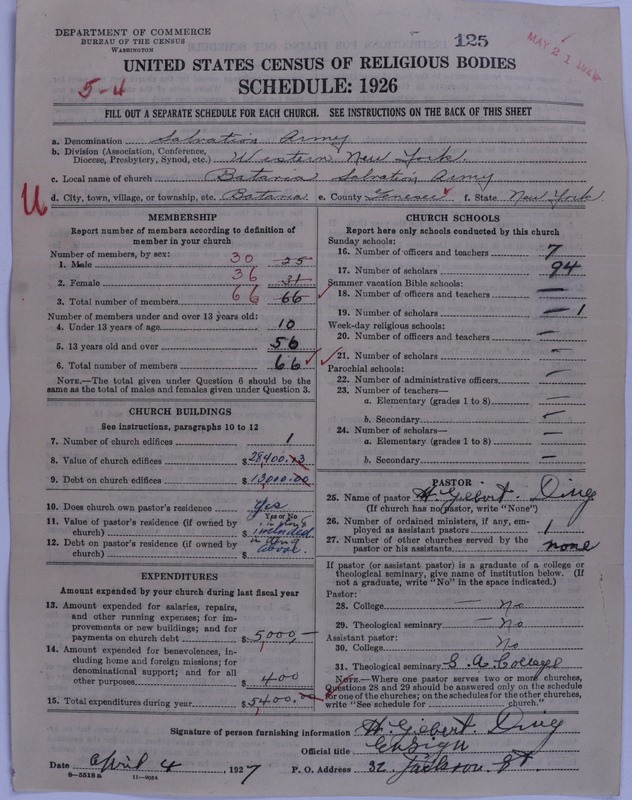 DEPARTMENT OF COMMERCE
BUREAU OF THE CENSUS
WASHINGTON
125
MAY 21
UNITED STATES CENSUS OF RELIGIOUS BODIES
5-4
SCHEDULE: 1926
FILL OUT A SEPARATE SCHEDULE FOR EACH CHURCH. SEE INSTRUCTIONS ON THE BACK OF THIS SHEET
a. Denomination Salvation Army
b. Division (Association, Conference,
Diocese, Presbytery, Synod, etc.) Western New York.
c. Local name of church Batavia Salvation Army
d. City, town, village, or township, etc. Batavia e. County Genesee f. State New York.
U
MEMBERSHIP
Report number of members according to definition of
member in your church
Number of members, by sex:
1. Male 30 25
2. Female 36 31
3. Total number of members 66 66
Number of members under and over 13 years old:
4. Under 13 years of age 10
5. 13 years old and over 56
6. Total number of members 66
NOTE.—The total given under Question 6 should be
same as the total of males and females given under Question 3.
CHURCH BUILDINGS
See instructions, paragraphs 10 to 12
7. Number of church edifices 1
8. Value of church edifices $28,400.13
9. Debt on church edifices $13,000.00
10. Does church own pastor's residence? Yes
Yes or No
11. Value of pastor's residence (if owned by
church) $ included
12. Debt on pastor's residence (if owned by
church) $ above.
EXPENDITURES
Amount expended by your church during last fiscal year
13. Amount expended for salaries, repairs,
and other running expenses; for im-
provements or new buildings; and for
payments on church debt $5,000,—
14. Amount expended for benevolences, in-
cluding home and foreign missions; for
denominational support; and for all
other purposes $400
15. Total expenditures during year $5400.00
CHURCH SCHOOLS
Report here only schools conducted by this church
Sunday schools:
16. Number of officers and teachers 7
17. Number of scholars 94
Summer vacation Bible schools:
18. Number of officers and teachers —
19. Number of scholars — 1
Week-day religious schools:
20. Number of officers and teachers —
21. Number of scholars —
Parochial schools:
22. Number of administrative officers —
23. Number of teachers—
a. Elementary (grades 1 to 8) —
b. Secondary —
24. Number of scholars—
a. Elementary (grades 1 to 8) —
b. Secondary —
PASTOR
25. Name of pastor H. Gilbert Ding
(If church has no pastor, write "None")
26. Number of ordained ministers, if any, em-
ployed as assistant pastors 1
27. Number of other churches served by the
pastor or his assistants none
If pastor (or assistant pastor) is a graduate of a college or
theological seminary, give name of institution below. (If
not a graduate, write "No" in the space indicated.)
Pastor:
28. College — No
29. Theological seminary — No
Assistant pastor:
30. College No
31. Theological seminary S. A. College
NOTE.—Where one pastor serves two or more churches,
Questions 28 and 29 should be answered only on the schedule
for one of the churches; on the schedules for the other churches,
write "See schedule for church."
Signature of person furnishing information H. Gilbert Ding
Official title Ensign
Date April 4, 1927 P. O. Address 32 Jackson St.
8—5518a 11—9054